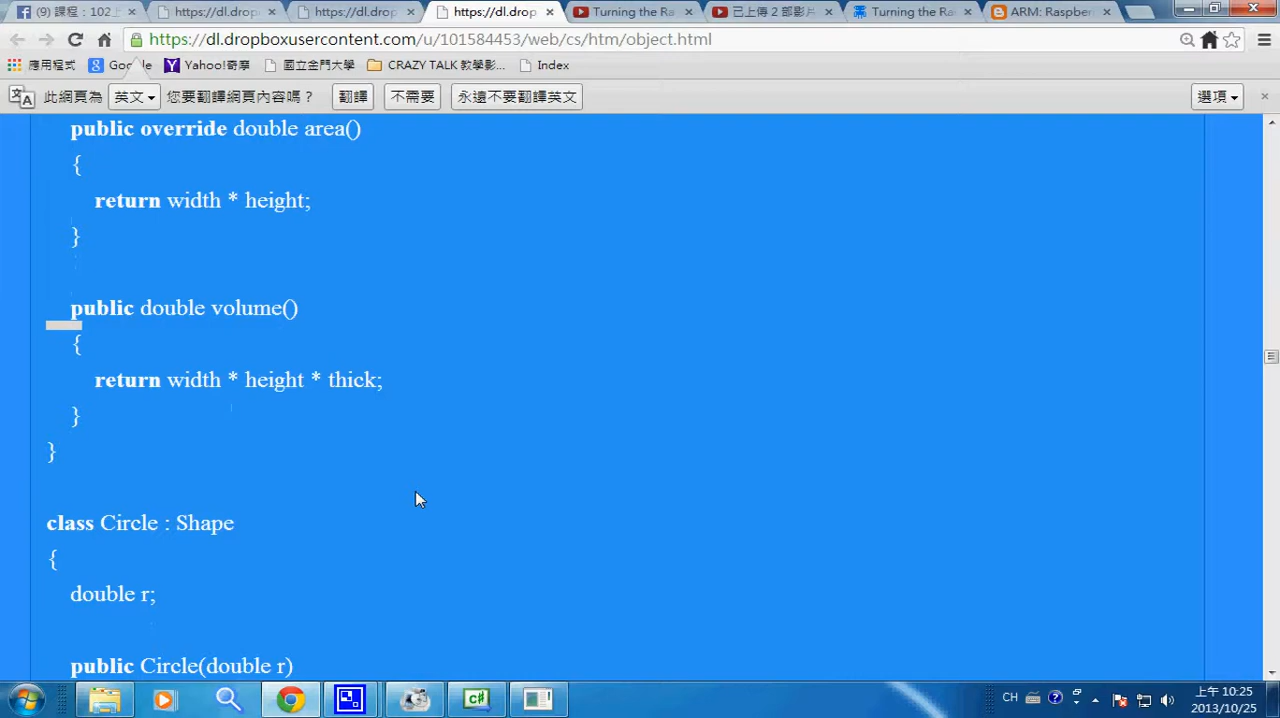 (9) 課程：102上
https://dl.drop
https://dl.drop
https://dl.drop
Turning the Ra
已上傳 2 部影片
Turning the Ra
ARM: Raspber
https://dl.dropboxusercontent.com/u/101584453/web/cs/htm/object.html
應用程式
Google
Yahoo!奇摩
國立金門大學
CRAZY TALK 教學影...
Index
此網頁為
英文
您要翻譯網頁內容嗎？
翻譯
不需要
永遠不要翻譯英文
選項
public override double area()
{
return width * height;
}
public double volume()
{
return width * height * thick;
}
}
class Circle : Shape
{
double r;
public Circle(double r)
C#
CH
上午 10:25
2013/10/25